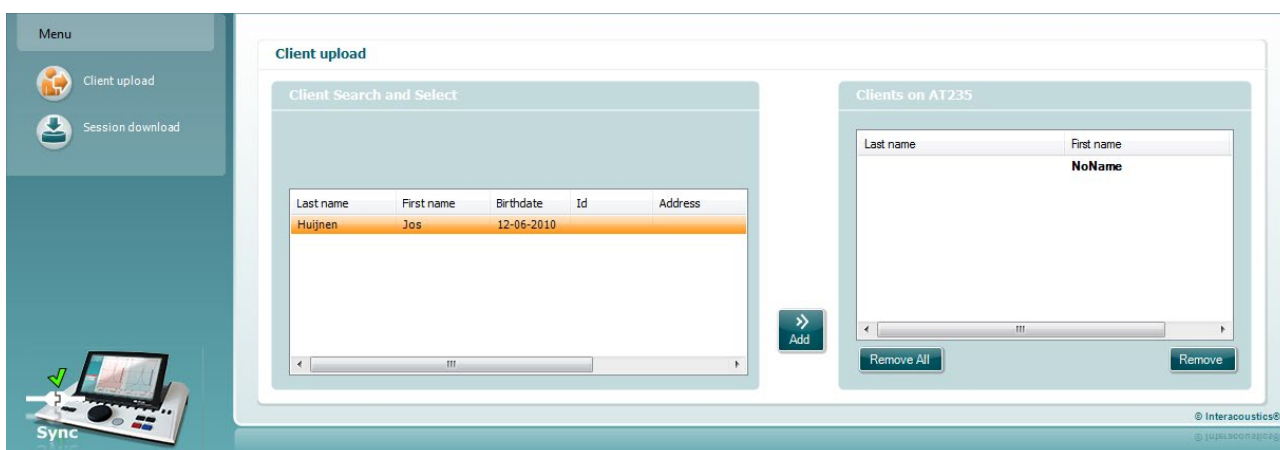 Menu
Client upload
Session download
Sync
Client upload
Client Search and Select
Last name First name Birthdate Id Address
Huijnen Jos 12-06-2010
Add
Clients on AT235
Last name First name
NoName
Remove All Remove
© Interacoustics®